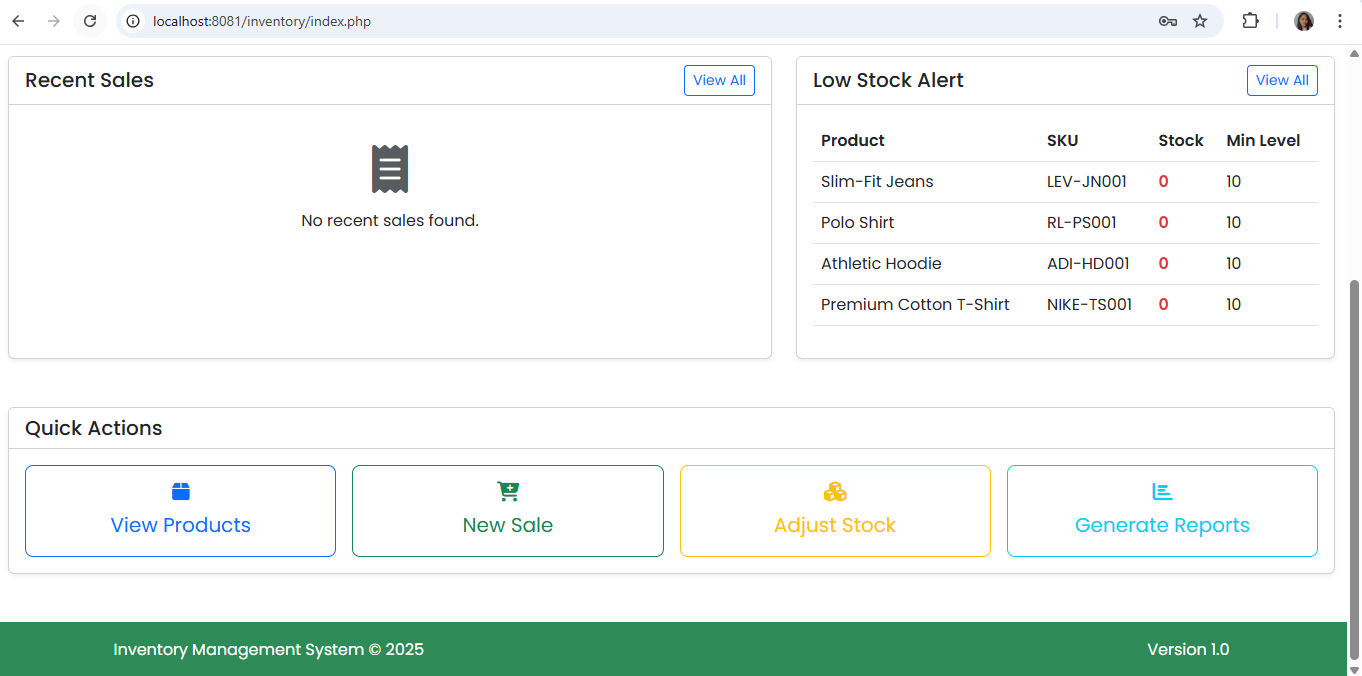 localhost:8081/inventory/index.php
Recent Sales
View All
No recent sales found.
Low Stock Alert
View All
Product SKU Stock Min Level
Slim-Fit Jeans LEV-JN001 0 10
Polo Shirt RL-PS001 0 10
Athletic Hoodie ADI-HD001 0 10
Premium Cotton T-Shirt NIKE-TS001 0 10
Quick Actions
View Products
New Sale
Adjust Stock
Generate Reports
Inventory Management System © 2025
Version 1.0